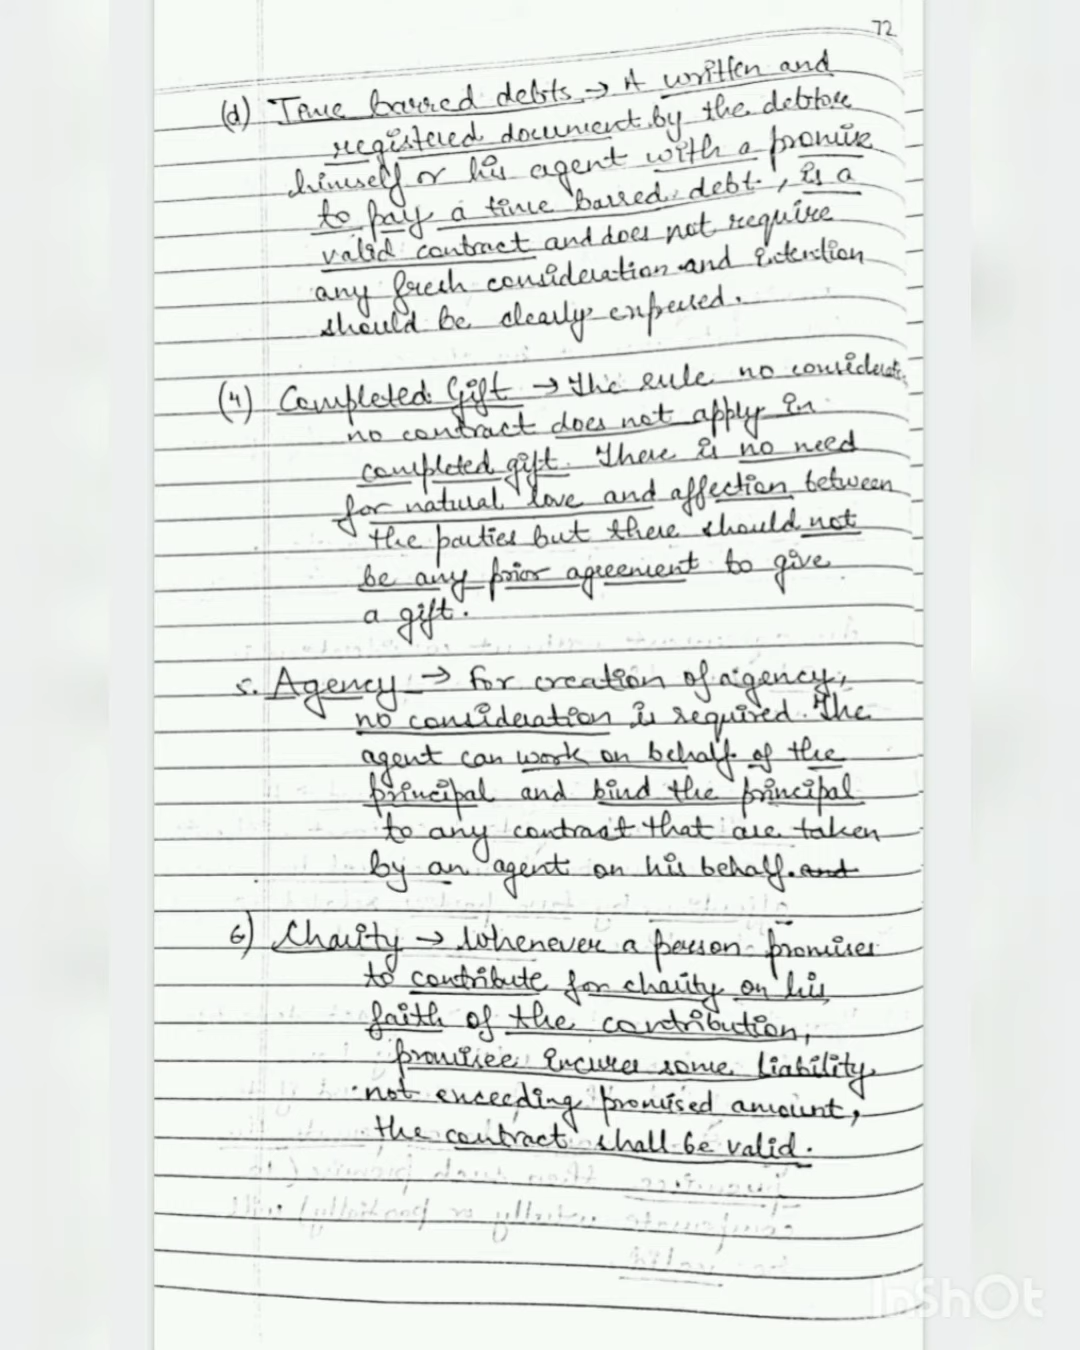 72
(d) Time barred debts → A written and
registered document by the debtor
himself or his agent with a promise
to pay a time barred debt, is a
valid contract and does not require
any fresh consideration and intention
should be clearly expressed.
(4) Completed Gift → The rule no considerat
no contract does not apply in
completed gift. There is no need
for natural love and affection between
the parties but there should not
be any prior agreement to give
a gift.
5. Agency → For creation of agency,
no consideration is required. The
agent can work on behalf of the
principal and bind the principal
to any contract that are taken
by an agent on his behalf. and
6) Charity → Whenever a person promises
to contribute for charity on his
faith of the contribution,
promisee incures some liability
not exceeding promised amount,
the contract shall be valid.
InShOt